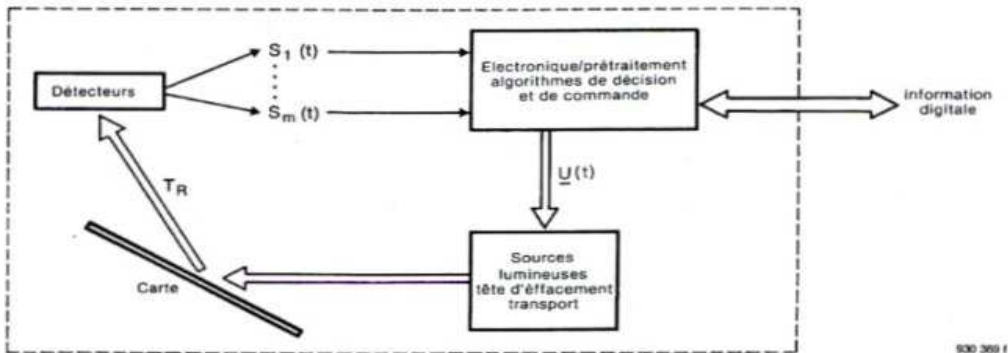 Détecteurs
S1 (t)
Sm (t)
Electronique/prétraitement
algorithmes de décision
et de commande
information
digitale
TR
U(t)
Carte
Sources
lumineuses
tête d'èffacement
transport